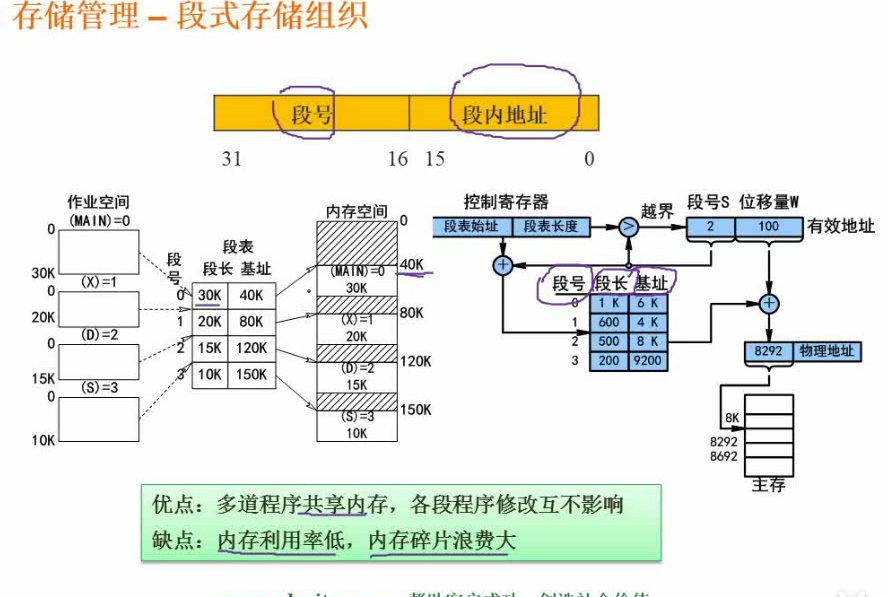 存储管理 – 段式存储组织
段号 段内地址
31 16 15 0
作业空间
(MAIN)=0
0
30K
(X)=1
0
20K
(D)=2
0
15K
(S)=3
0
10K
段号
段表
段长 基址
0 30K 40K
1 20K 80K
2 15K 120K
3 10K 150K
内存空间
0
40K
(MAIN)=0
30K
80K
(X)=1
20K
120K
(D)=2
15K
150K
(S)=3
10K
控制寄存器
段表始址 段表长度
>
越界
段号S 位移量W
2 100 有效地址
+
段号 段长 基址
0 1 K 6 K
1 600 4 K
2 500 8 K
3 200 9200
+
8292 物理地址
8K
8292
8692
主存
优点：多道程序共享内存，各段程序修改互不影响
缺点：内存利用率低，内存碎片浪费大